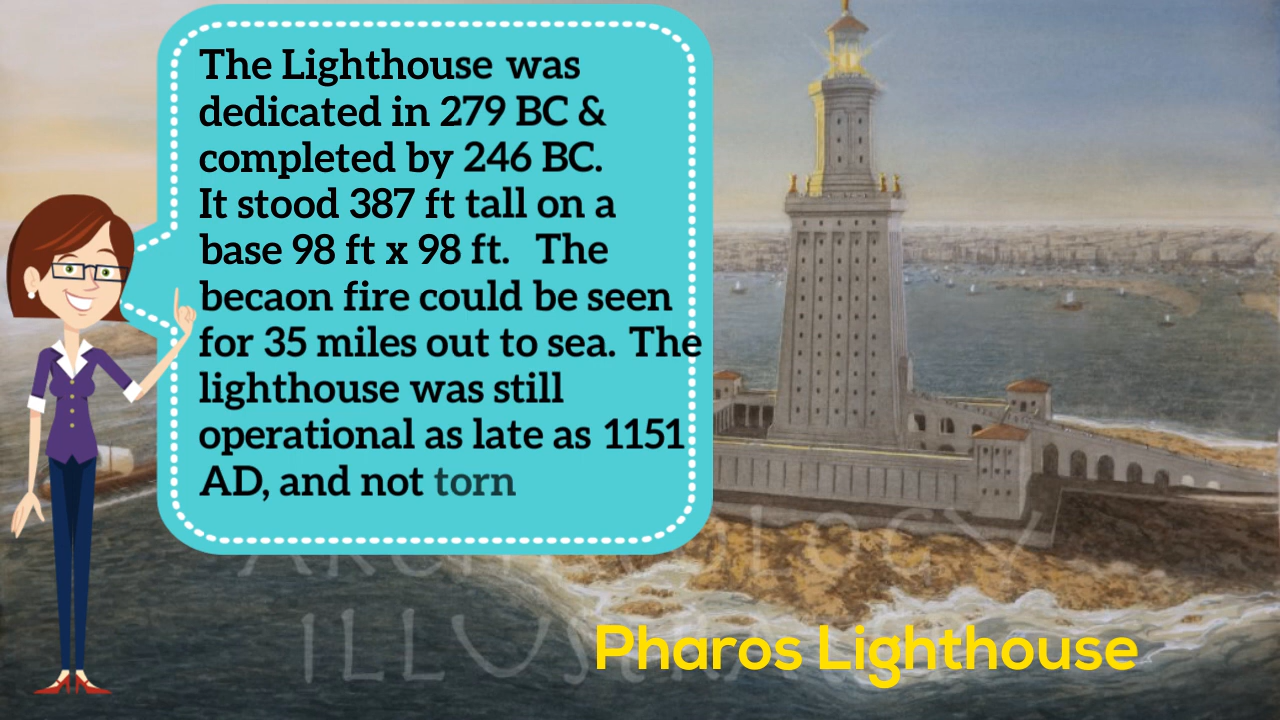 The Lighthouse was
dedicated in 279 BC &
completed by 246 BC.
It stood 387 ft tall on a
base 98 ft x 98 ft. The
becaon fire could be seen
for 35 miles out to sea. The
lighthouse was still
operational as late as 1151
AD, and not torn
ARCHAEOLOGY
Pharos Lighthouse